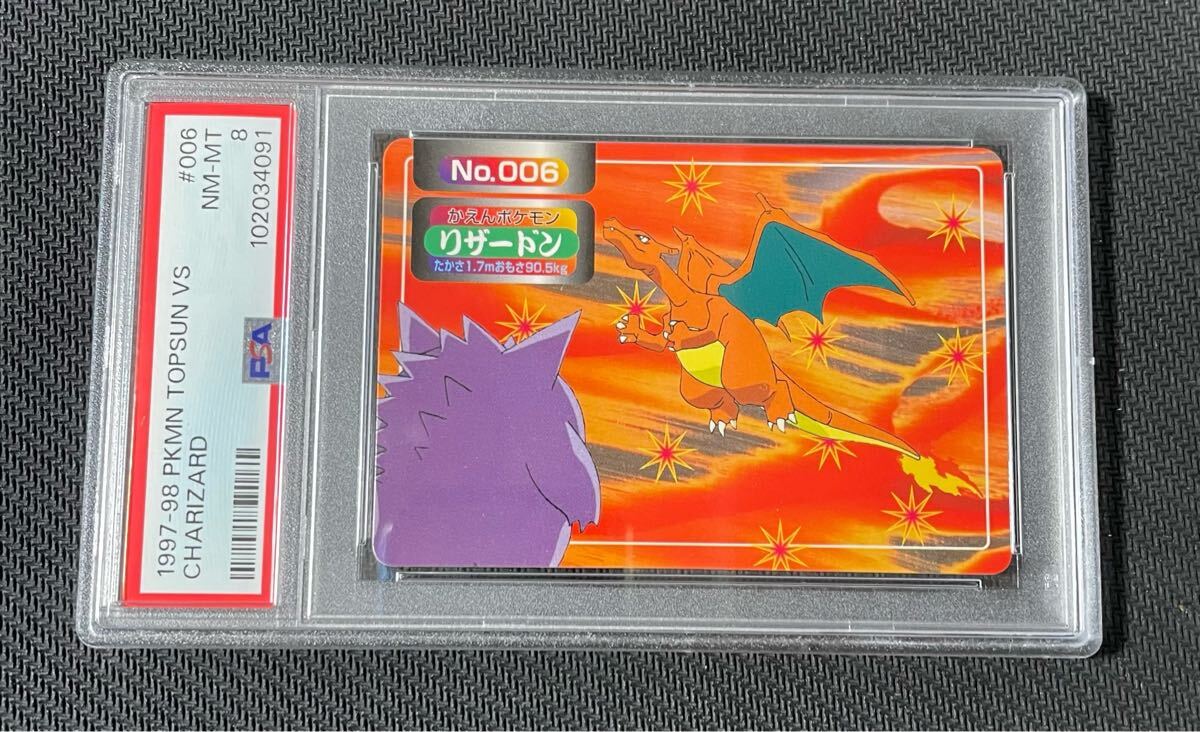 1997-98 PKMN TOPSUN VS
CHARIZARD
#006
NM-MT
8
102034091
PSA
No.006
かえんポケモン
リザードン
たかさ1.7mおもさ90.5kg